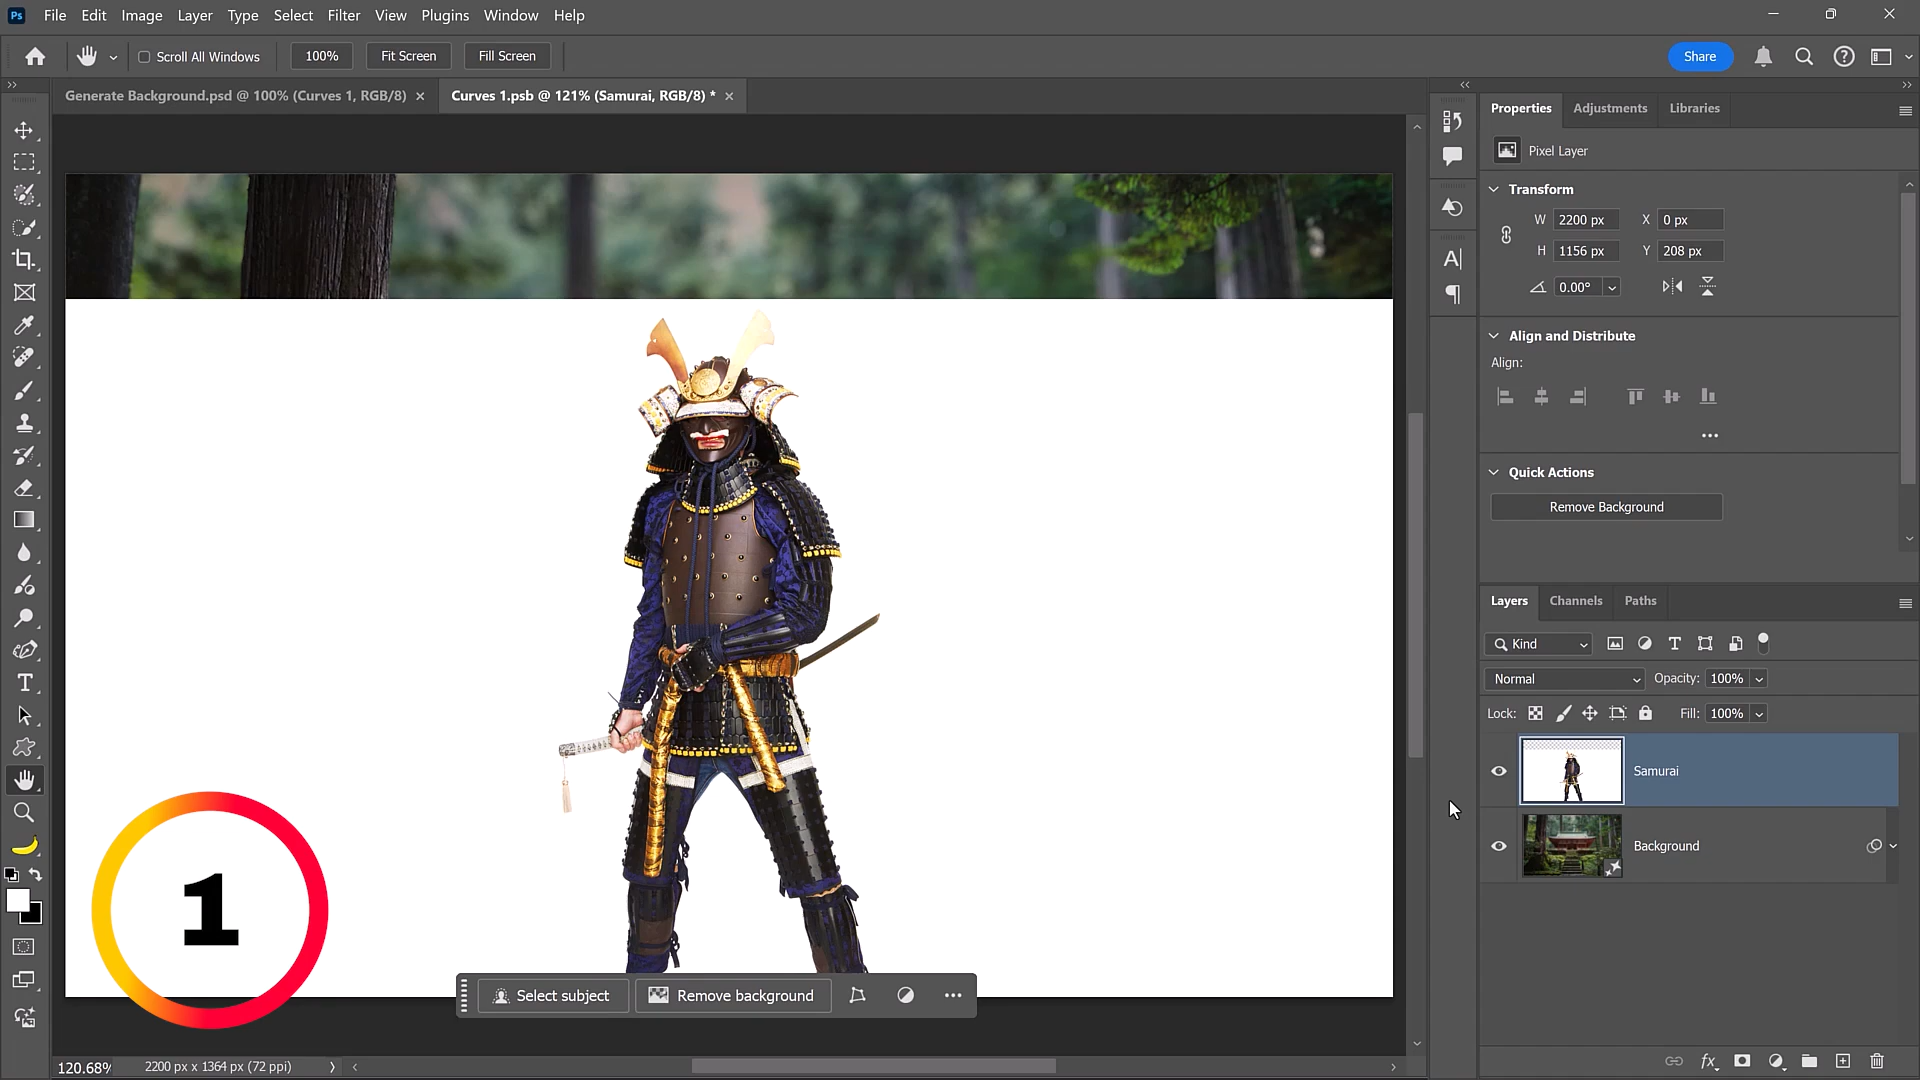 Ps File Edit Image Layer Type Select Filter View Plugins Window Help
Scroll All Windows 100% Fit Screen Fill Screen Share
Generate Background.psd @ 100% (Curves 1, RGB/8) × Curves 1.psb @ 121% (Samurai, RGB/8) * ×
Properties Adjustments Libraries
Pixel Layer
Transform
W 2200 px X 0 px
H 1156 px Y 208 px
0.00°
Align and Distribute
Align:
Quick Actions
Remove Background
Layers Channels Paths
Kind
Normal Opacity: 100%
Lock: Fill: 100%
Samurai
Background
1
Select subject Remove background
120.68% 2200 px x 1364 px (72 ppi)